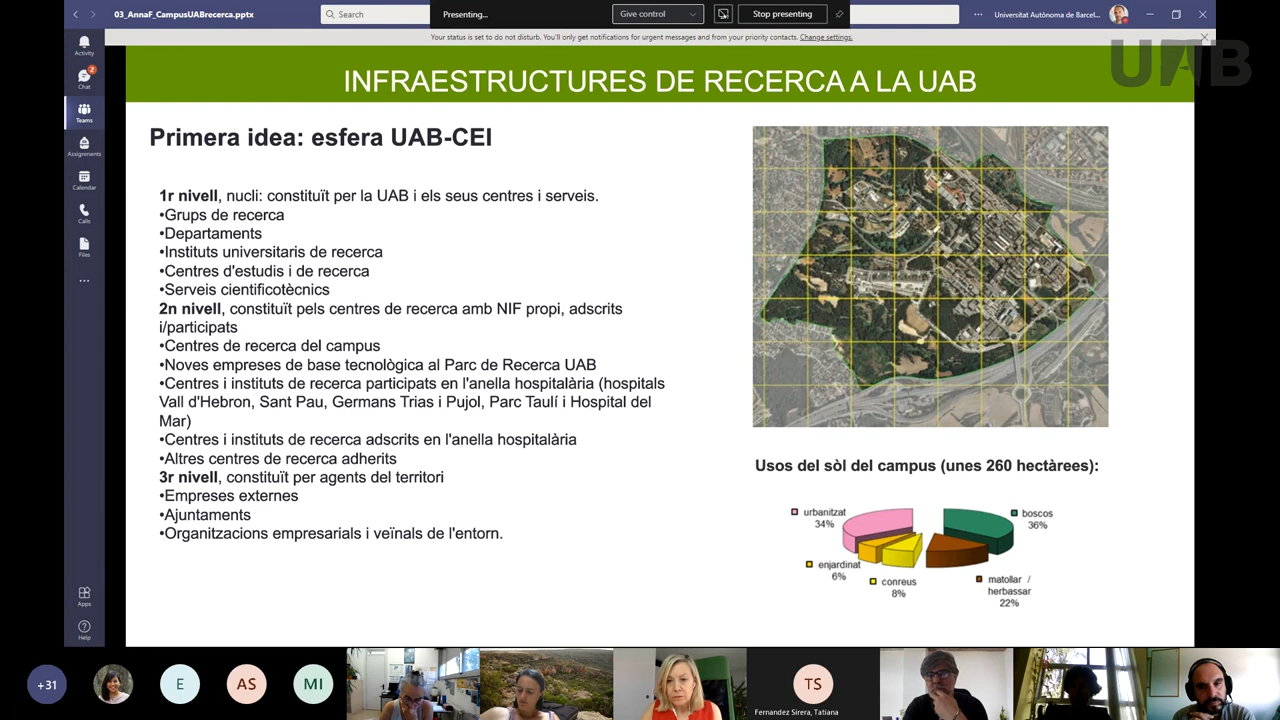 03_AnnaF_CampusUABrecerca.pptx
Search
Presenting...
Give control
Stop presenting
Universitat Autònoma de Barcel...
Your status is set to do not disturb. You'll only get notifications for urgent messages and from your priority contacts. Change settings.
Activity
2
Chat
Teams
Assignments
Calendar
Calls
Files
Apps
Help
UAB
INFRAESTRUCTURES DE RECERCA A LA UAB
Primera idea: esfera UAB-CEI
1r nivell, nucli: constituït per la UAB i els seus centres i serveis.
•Grups de recerca
•Departaments
•Instituts universitaris de recerca
•Centres d'estudis i de recerca
•Serveis cientificotècnics
2n nivell, constituït pels centres de recerca amb NIF propi, adscrits
i/participats
•Centres de recerca del campus
•Noves empreses de base tecnològica al Parc de Recerca UAB
•Centres i instituts de recerca participats en l'anella hospitalària (hospitals
Vall d'Hebron, Sant Pau, Germans Trias i Pujol, Parc Taulí i Hospital del
Mar)
•Centres i instituts de recerca adscrits en l'anella hospitalària
•Altres centres de recerca adherits
3r nivell, constituït per agents del territori
•Empreses externes
•Ajuntaments
•Organitzacions empresarials i veïnals de l'entorn.
Usos del sòl del campus (unes 260 hectàrees):
urbanitzat
34%
boscos
36%
enjardinat
6%
conreus
8%
matollar /
herbassar
22%
+31
E
AS
MI
TS
Fernandez Sirera, Tatiana